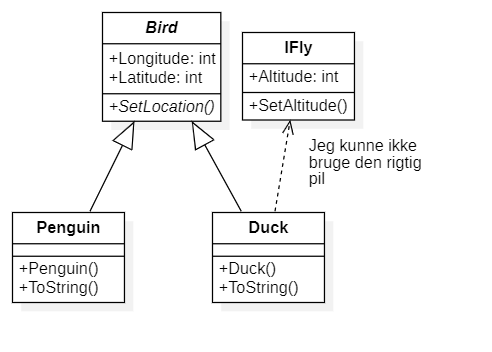 Bird
+Longitude: int
+Latitude: int
+SetLocation()
IFly
+Altitude: int
+SetAltitude()
Jeg kunne ikke
bruge den rigtig
pil
Penguin
+Penguin()
+ToString()
Duck
+Duck()
+ToString()